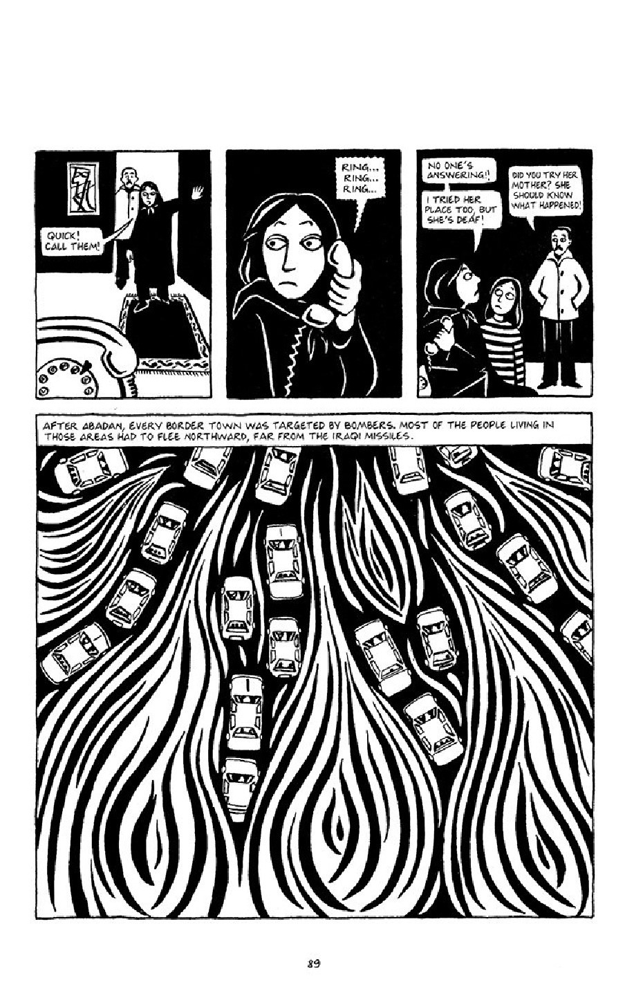 QUICK!
CALL THEM!
RING...
RING...
RING...
NO ONE'S
ANSWERING!!
I TRIED HER
PLACE TOO, BUT
SHE'S DEAF!
DID YOU TRY HER
MOTHER? SHE
SHOULD KNOW
WHAT HAPPENED!
AFTER ABADAN, EVERY BORDER TOWN WAS TARGETED BY BOMBERS. MOST OF THE PEOPLE LIVING IN
THOSE AREAS HAD TO FLEE NORTHWARD, FAR FROM THE IRAQI MISSILES.
89